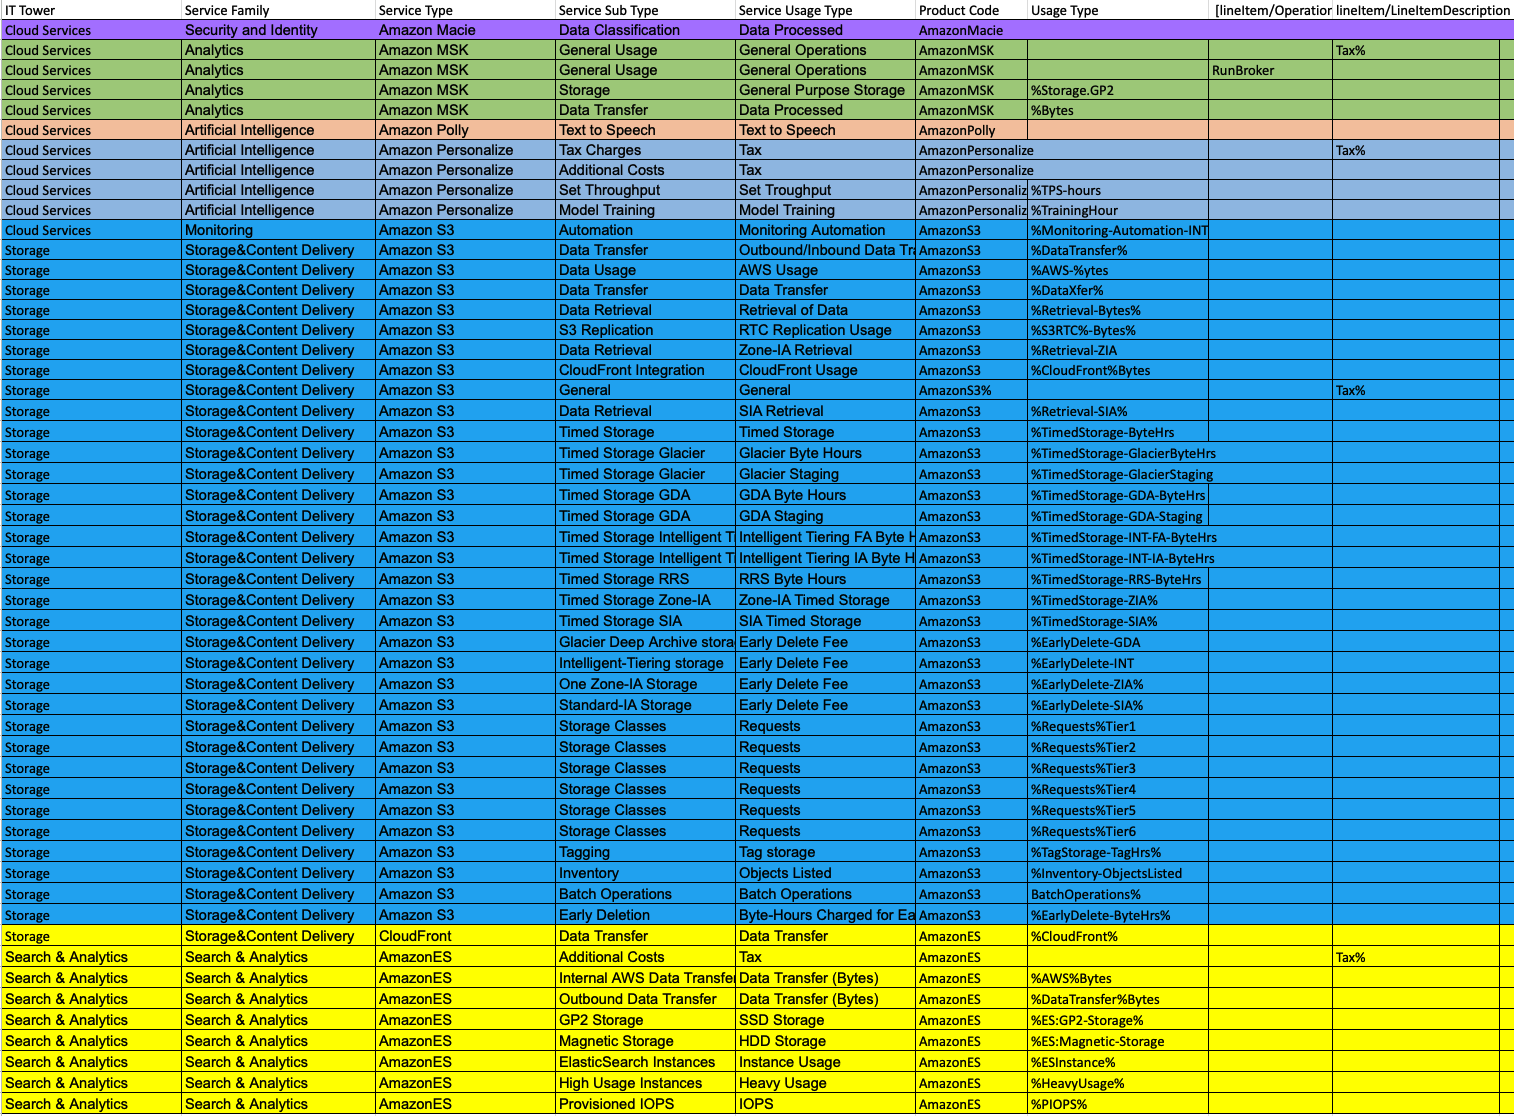 IT Tower Service Family Service Type Service Sub Type Service Usage Type Product Code Usage Type [lineItem/Operation lineItem/LineItemDescription
Cloud Services Security and Identity Amazon Macie Data Classification Data Processed AmazonMacie
Cloud Services Analytics Amazon MSK General Usage General Operations AmazonMSK Tax%
Cloud Services Analytics Amazon MSK General Usage General Operations AmazonMSK RunBroker
Cloud Services Analytics Amazon MSK Storage General Purpose Storage AmazonMSK %Storage.GP2
Cloud Services Analytics Amazon MSK Data Transfer Data Processed AmazonMSK %Bytes
Cloud Services Artificial Intelligence Amazon Polly Text to Speech Text to Speech AmazonPolly
Cloud Services Artificial Intelligence Amazon Personalize Tax Charges Tax AmazonPersonalize Tax%
Cloud Services Artificial Intelligence Amazon Personalize Additional Costs Tax AmazonPersonalize
Cloud Services Artificial Intelligence Amazon Personalize Set Throughput Set Troughput AmazonPersonaliz %TPS-hours
Cloud Services Artificial Intelligence Amazon Personalize Model Training Model Training AmazonPersonaliz %TrainingHour
Cloud Services Monitoring Amazon S3 Automation Monitoring Automation AmazonS3 %Monitoring-Automation-INT
Storage Storage&Content Delivery Amazon S3 Data Transfer Outbound/Inbound Data Tra AmazonS3 %DataTransfer%
Storage Storage&Content Delivery Amazon S3 Data Usage AWS Usage AmazonS3 %AWS-%ytes
Storage Storage&Content Delivery Amazon S3 Data Transfer Data Transfer AmazonS3 %DataXfer%
Storage Storage&Content Delivery Amazon S3 Data Retrieval Retrieval of Data AmazonS3 %Retrieval-Bytes%
Storage Storage&Content Delivery Amazon S3 S3 Replication RTC Replication Usage AmazonS3 %S3RTC%-Bytes%
Storage Storage&Content Delivery Amazon S3 Data Retrieval Zone-IA Retrieval AmazonS3 %Retrieval-ZIA
Storage Storage&Content Delivery Amazon S3 CloudFront Integration CloudFront Usage AmazonS3 %CloudFront%Bytes
Storage Storage&Content Delivery Amazon S3 General General AmazonS3% Tax%
Storage Storage&Content Delivery Amazon S3 Data Retrieval SIA Retrieval AmazonS3 %Retrieval-SIA%
Storage Storage&Content Delivery Amazon S3 Timed Storage Timed Storage AmazonS3 %TimedStorage-ByteHrs
Storage Storage&Content Delivery Amazon S3 Timed Storage Glacier Glacier Byte Hours AmazonS3 %TimedStorage-GlacierByteHrs
Storage Storage&Content Delivery Amazon S3 Timed Storage Glacier Glacier Staging AmazonS3 %TimedStorage-GlacierStaging
Storage Storage&Content Delivery Amazon S3 Timed Storage GDA GDA Byte Hours AmazonS3 %TimedStorage-GDA-ByteHrs
Storage Storage&Content Delivery Amazon S3 Timed Storage GDA GDA Staging AmazonS3 %TimedStorage-GDA-Staging
Storage Storage&Content Delivery Amazon S3 Timed Storage Intelligent T Intelligent Tiering FA Byte H AmazonS3 %TimedStorage-INT-FA-ByteHrs
Storage Storage&Content Delivery Amazon S3 Timed Storage Intelligent T Intelligent Tiering IA Byte H AmazonS3 %TimedStorage-INT-IA-ByteHrs
Storage Storage&Content Delivery Amazon S3 Timed Storage RRS RRS Byte Hours AmazonS3 %TimedStorage-RRS-ByteHrs
Storage Storage&Content Delivery Amazon S3 Timed Storage Zone-IA Zone-IA Timed Storage AmazonS3 %TimedStorage-ZIA%
Storage Storage&Content Delivery Amazon S3 Timed Storage SIA SIA Timed Storage AmazonS3 %TimedStorage-SIA%
Storage Storage&Content Delivery Amazon S3 Glacier Deep Archive stora Early Delete Fee AmazonS3 %EarlyDelete-GDA
Storage Storage&Content Delivery Amazon S3 Intelligent-Tiering storage Early Delete Fee AmazonS3 %EarlyDelete-INT
Storage Storage&Content Delivery Amazon S3 One Zone-IA Storage Early Delete Fee AmazonS3 %EarlyDelete-ZIA%
Storage Storage&Content Delivery Amazon S3 Standard-IA Storage Early Delete Fee AmazonS3 %EarlyDelete-SIA%
Storage Storage&Content Delivery Amazon S3 Storage Classes Requests AmazonS3 %Requests%Tier1
Storage Storage&Content Delivery Amazon S3 Storage Classes Requests AmazonS3 %Requests%Tier2
Storage Storage&Content Delivery Amazon S3 Storage Classes Requests AmazonS3 %Requests%Tier3
Storage Storage&Content Delivery Amazon S3 Storage Classes Requests AmazonS3 %Requests%Tier4
Storage Storage&Content Delivery Amazon S3 Storage Classes Requests AmazonS3 %Requests%Tier5
Storage Storage&Content Delivery Amazon S3 Storage Classes Requests AmazonS3 %Requests%Tier6
Storage Storage&Content Delivery Amazon S3 Tagging Tag storage AmazonS3 %TagStorage-TagHrs%
Storage Storage&Content Delivery Amazon S3 Inventory Objects Listed AmazonS3 %Inventory-ObjectsListed
Storage Storage&Content Delivery Amazon S3 Batch Operations Batch Operations AmazonS3 BatchOperations%
Storage Storage&Content Delivery Amazon S3 Early Deletion Byte-Hours Charged for Ea AmazonS3 %EarlyDelete-ByteHrs%
Storage Storage&Content Delivery CloudFront Data Transfer Data Transfer AmazonES %CloudFront%
Search & Analytics Search & Analytics AmazonES Additional Costs Tax AmazonES Tax%
Search & Analytics Search & Analytics AmazonES Internal AWS Data Transfer Data Transfer (Bytes) AmazonES %AWS%Bytes
Search & Analytics Search & Analytics AmazonES Outbound Data Transfer Data Transfer (Bytes) AmazonES %DataTransfer%Bytes
Search & Analytics Search & Analytics AmazonES GP2 Storage SSD Storage AmazonES %ES:GP2-Storage%
Search & Analytics Search & Analytics AmazonES Magnetic Storage HDD Storage AmazonES %ES:Magnetic-Storage
Search & Analytics Search & Analytics AmazonES ElasticSearch Instances Instance Usage AmazonES %ESInstance%
Search & Analytics Search & Analytics AmazonES High Usage Instances Heavy Usage AmazonES %HeavyUsage%
Search & Analytics Search & Analytics AmazonES Provisioned IOPS IOPS AmazonES %PIOPS%